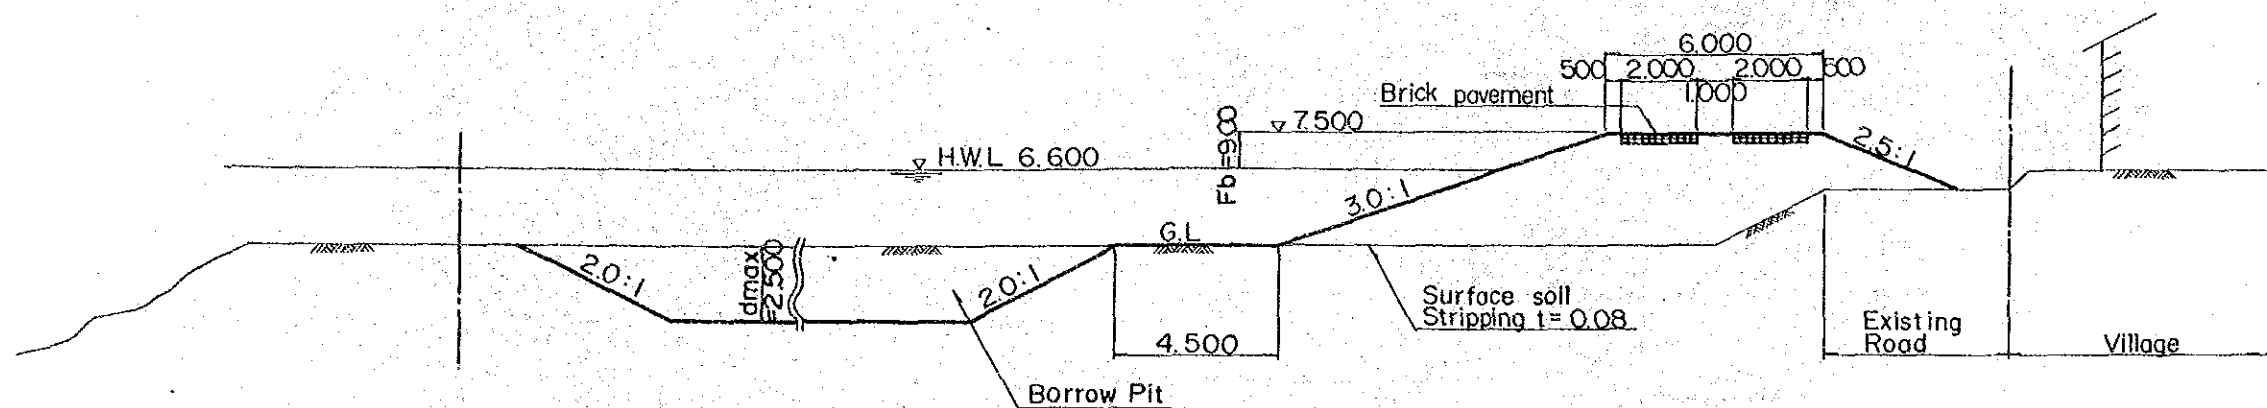 6.000
500 2.000 2.000 500
1.000
Brick pavement
7.500
Fb=900
H.W.L 6.600
2.5:1
3.0:1
G.L
dmax
=2.500
2.0:1
2.0:1
Surface soil
Stripping t=0.08
4.500
Existing
Road
Village
Borrow Pit